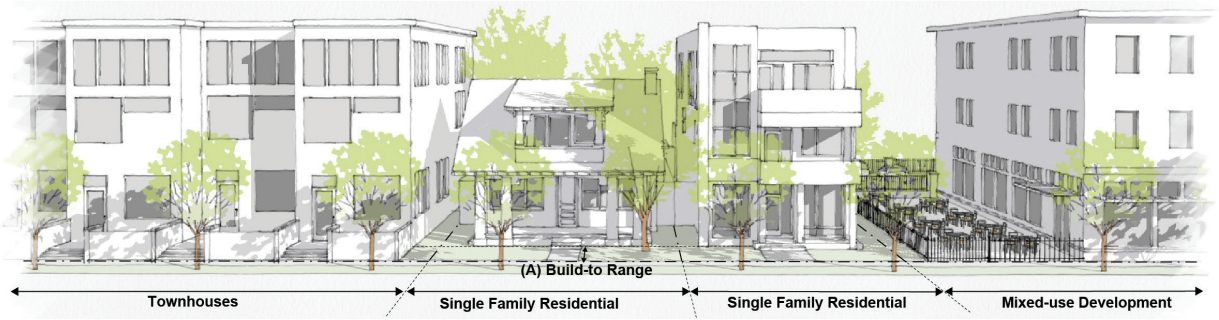 (A) Build-to Range
Townhouses
Single Family Residential
Single Family Residential
Mixed-use Development